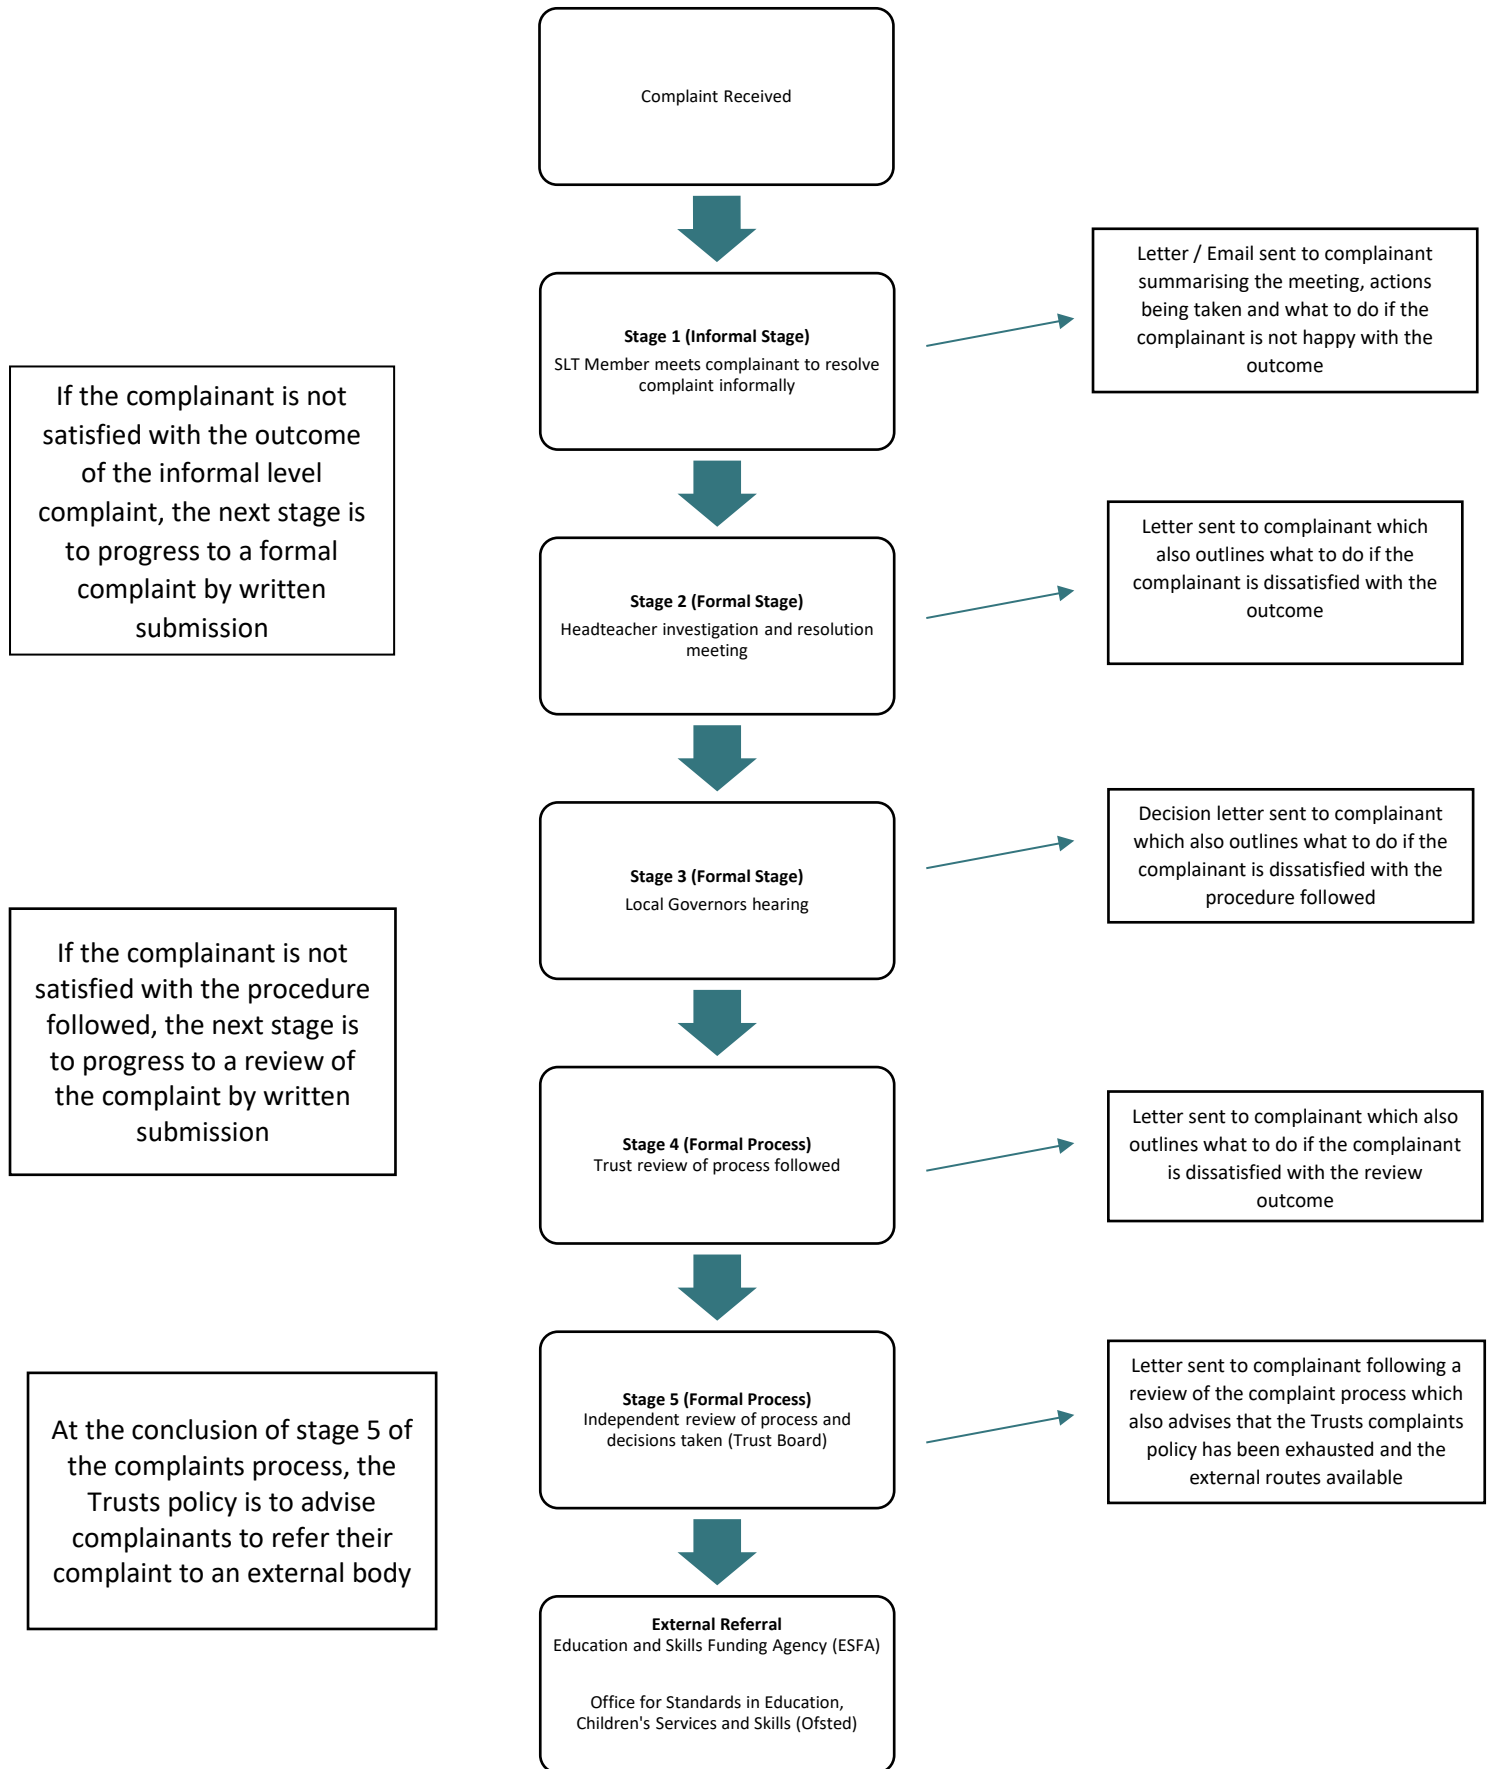 Complaint Received
Letter / Email sent to complainant
summarising the meeting, actions
being taken and what to do if the
complainant is not happy with the
outcome
Stage 1 (Informal Stage)
SLT Member meets complainant to resolve
complaint informally
If the complainant is not
satisfied with the outcome
of the informal level
complaint, the next stage is
to progress to a formal
complaint by written
submission
Letter sent to complainant which
also outlines what to do if the
complainant is dissatisfied with the
outcome
Stage 2 (Formal Stage)
Headteacher investigation and resolution
meeting
Decision letter sent to complainant
which also outlines what to do if the
complainant is dissatisfied with the
procedure followed
Stage 3 (Formal Stage)
Local Governors hearing
If the complainant is not
satisfied with the procedure
followed, the next stage is
to progress to a review of
the complaint by written
submission
Letter sent to complainant which also
outlines what to do if the complainant
is dissatisfied with the review
outcome
Stage 4 (Formal Process)
Trust review of process followed
Letter sent to complainant following a
review of the complaint process which
also advises that the Trusts complaints
policy has been exhausted and the
external routes available
Stage 5 (Formal Process)
Independent review of process and
decisions taken (Trust Board)
At the conclusion of stage 5 of
the complaints process, the
Trusts policy is to advise
complainants to refer their
complaint to an external body
External Referral
Education and Skills Funding Agency (ESFA)
Office for Standards in Education,
Children's Services and Skills (Ofsted)